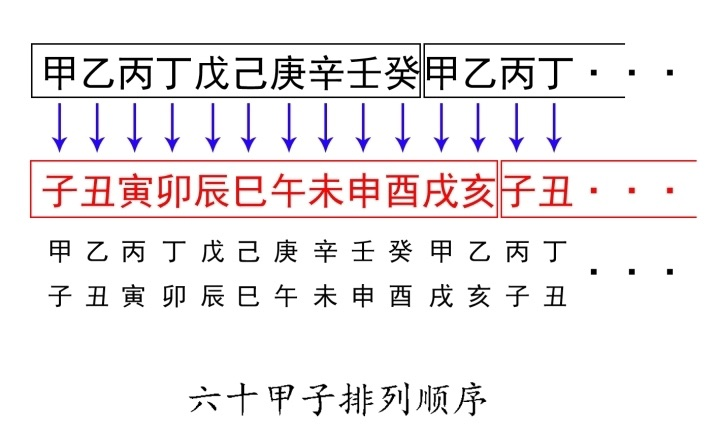 甲乙丙丁戊己庚辛壬癸甲乙丙丁···
子丑寅卯辰巳午未申酉戌亥子丑···
甲 乙 丙 丁 戊 己 庚 辛 壬 癸 甲 乙 丙 丁
子 丑 寅 卯 辰 巳 午 未 申 酉 戌 亥 子 丑 ···
六十甲子排列顺序